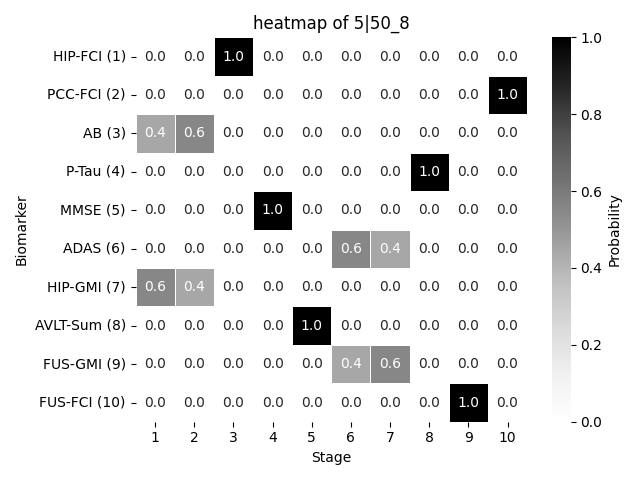 heatmap of 5|50_8
HIP-FCI (1) 0.0 0.0 1.0 0.0 0.0 0.0 0.0 0.0 0.0 0.0
PCC-FCI (2) 0.0 0.0 0.0 0.0 0.0 0.0 0.0 0.0 0.0 1.0
AB (3) 0.4 0.6 0.0 0.0 0.0 0.0 0.0 0.0 0.0 0.0
P-Tau (4) 0.0 0.0 0.0 0.0 0.0 0.0 0.0 1.0 0.0 0.0
MMSE (5) 0.0 0.0 0.0 1.0 0.0 0.0 0.0 0.0 0.0 0.0
ADAS (6) 0.0 0.0 0.0 0.0 0.0 0.6 0.4 0.0 0.0 0.0
HIP-GMI (7) 0.6 0.4 0.0 0.0 0.0 0.0 0.0 0.0 0.0 0.0
AVLT-Sum (8) 0.0 0.0 0.0 0.0 1.0 0.0 0.0 0.0 0.0 0.0
FUS-GMI (9) 0.0 0.0 0.0 0.0 0.0 0.4 0.6 0.0 0.0 0.0
FUS-FCI (10) 0.0 0.0 0.0 0.0 0.0 0.0 0.0 0.0 1.0 0.0
1 2 3 4 5 6 7 8 9 10
Stage
Biomarker
1.0
0.8
0.6
0.4
0.2
0.0
Probability